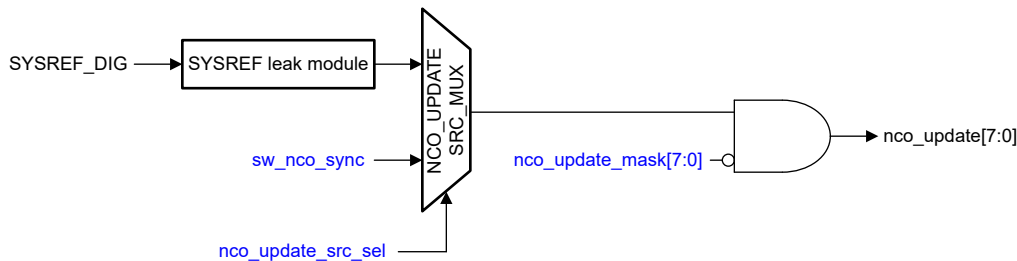 SYSREF_DIG
SYSREF leak module
NCO_UPDATE
SRC_MUX
sw_nco_sync
nco_update_mask[7:0]
nco_update[7:0]
nco_update_src_sel